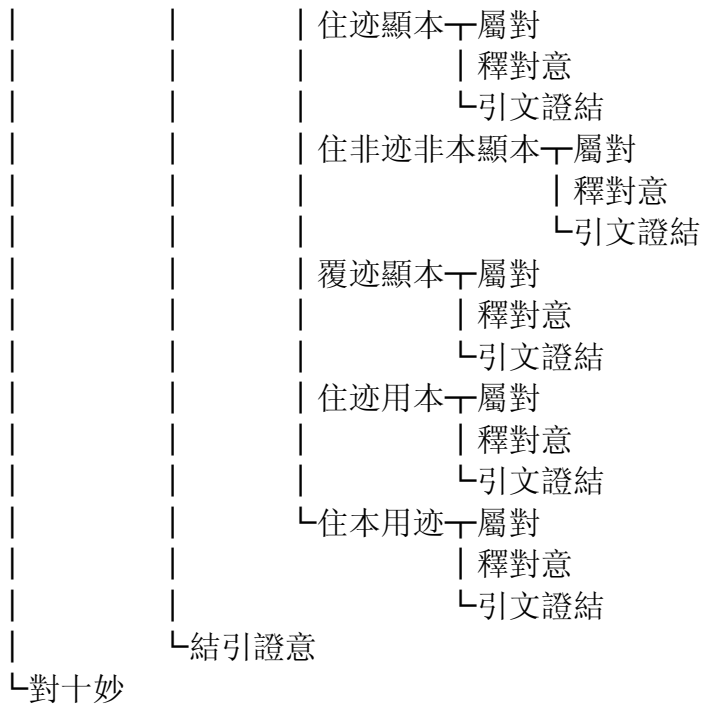 住迹顯本┬屬對
｜釋對意
└引文證結
住非迹非本顯本┬屬對
｜釋對意
└引文證結
覆迹顯本┬屬對
｜釋對意
└引文證結
住迹用本┬屬對
｜釋對意
└引文證結
└住本用迹┬屬對
｜釋對意
└引文證結
└結引證意
└對十妙